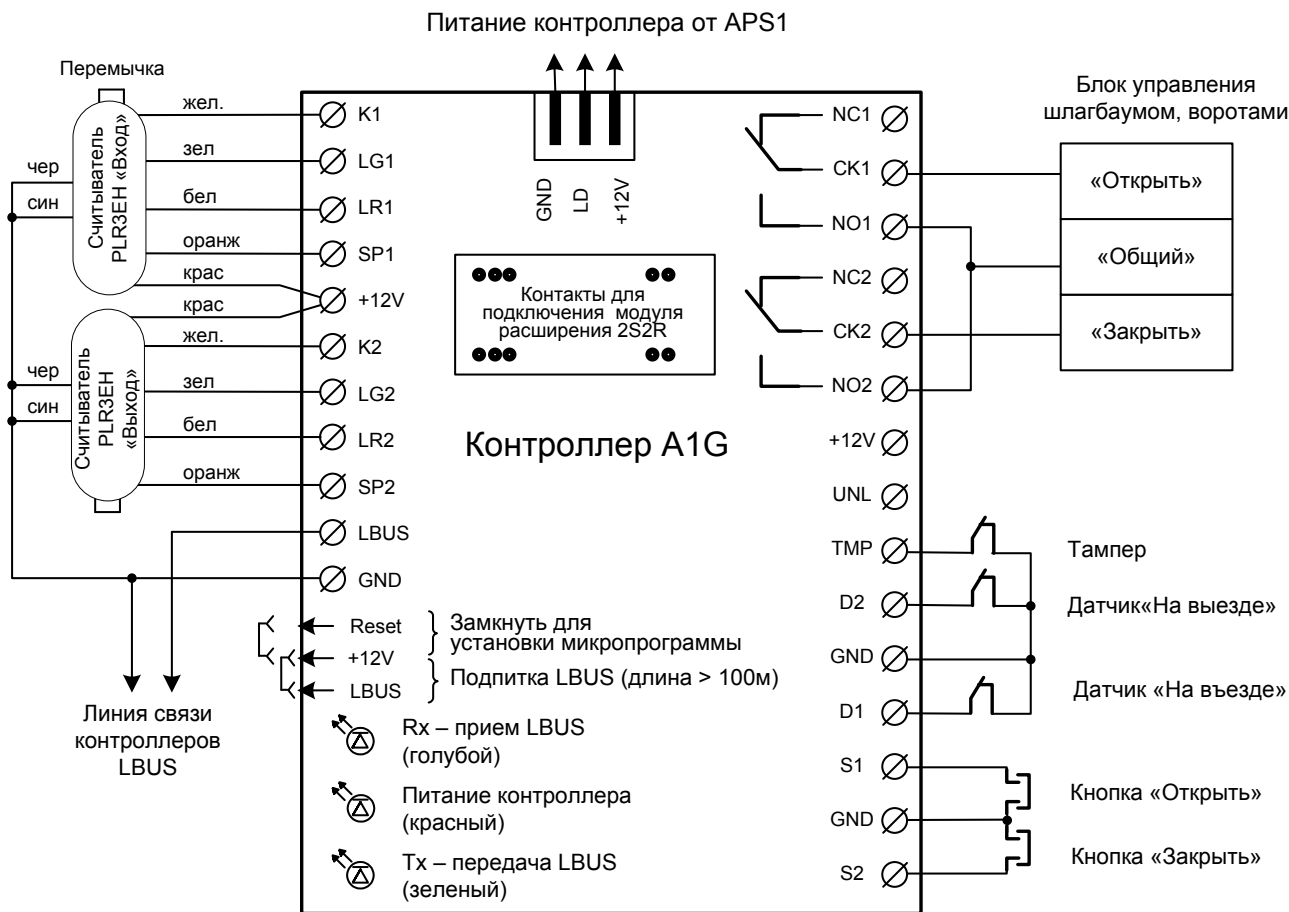 Питание контроллера от APS1
Перемычка
Считыватель
PLR3EH «Вход»
чер
син
жел.
зел
бел
оранж
крас
крас
жел.
Считыватель
PLR3EH
«Выход»
чер
син
зел
бел
оранж
K1
LG1
LR1
SP1
+12V
K2
LG2
LR2
SP2
LBUS
GND
GND
LD
+12V
Контакты для
подключения модуля
расширения 2S2R
Контроллер A1G
Reset
+12V
LBUS
Замкнуть для
установки микропрограммы
Подпитка LBUS (длина > 100м)
Линия связи
контроллеров
LBUS
Rx – прием LBUS
(голубой)
Питание контроллера
(красный)
Tx – передача LBUS
(зеленый)
NC1
CK1
NO1
NC2
CK2
NO2
+12V
UNL
TMP
D2
GND
D1
S1
GND
S2
Блок управления
шлагбаумом, воротами
«Открыть»
«Общий»
«Закрыть»
Тампер
Датчик«На выезде»
Датчик «На въезде»
Кнопка «Открыть»
Кнопка «Закрыть»